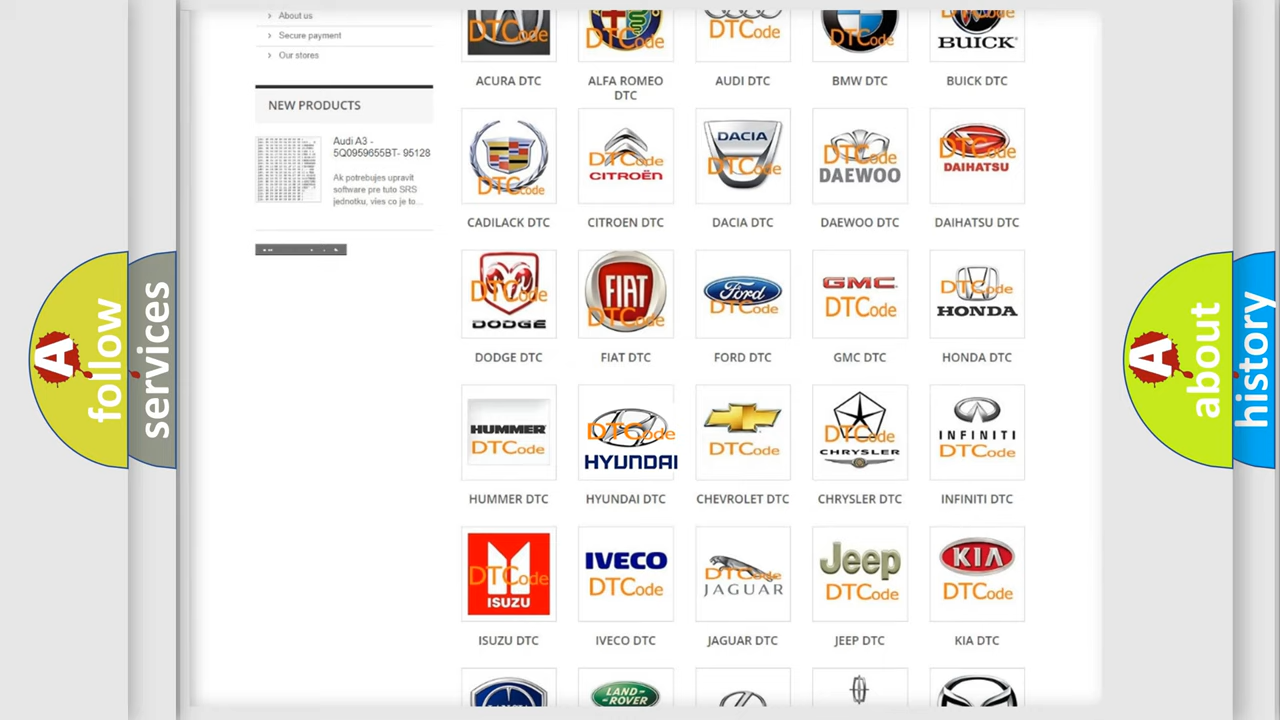 About us
Secure payment
Our stores
NEW PRODUCTS
Audi A3 -
5Q0959655BT- 95128
Ak potrebujes upravit
software pre tuto SRS
jednotku, vies co je to...
DTCode DTCode DTCode DTCode BUICK
ACURA DTC
ALFA ROMEO
DTC
AUDI DTC
BMW DTC
BUICK DTC
DTCode
DTCode
CITROËN
DACIA
DTCode
DTCode
DAEWOO
DTCode
DAIHATSU
CADILACK DTC
CITROEN DTC
DACIA DTC
DAEWOO DTC
DAIHATSU DTC
DTCode
DODGE
FIAT
DTCode
Ford
DTCode
GMC
DTCode
DTCode
HONDA
DODGE DTC
FIAT DTC
FORD DTC
GMC DTC
HONDA DTC
HUMMER
DTCode
DTCode
HYUNDAI
DTCode
DTCode
CHRYSLER
INFINITI
DTCode
HUMMER DTC
HYUNDAI DTC
CHEVROLET DTC
CHRYSLER DTC
INFINITI DTC
DTCode
ISUZU
IVECO
DTCode
DTCode
JAGUAR
Jeep
DTCode
KIA
DTCode
ISUZU DTC
IVECO DTC
JAGUAR DTC
JEEP DTC
KIA DTC
LAND-
ROVER
A
follow
services
A
about
history